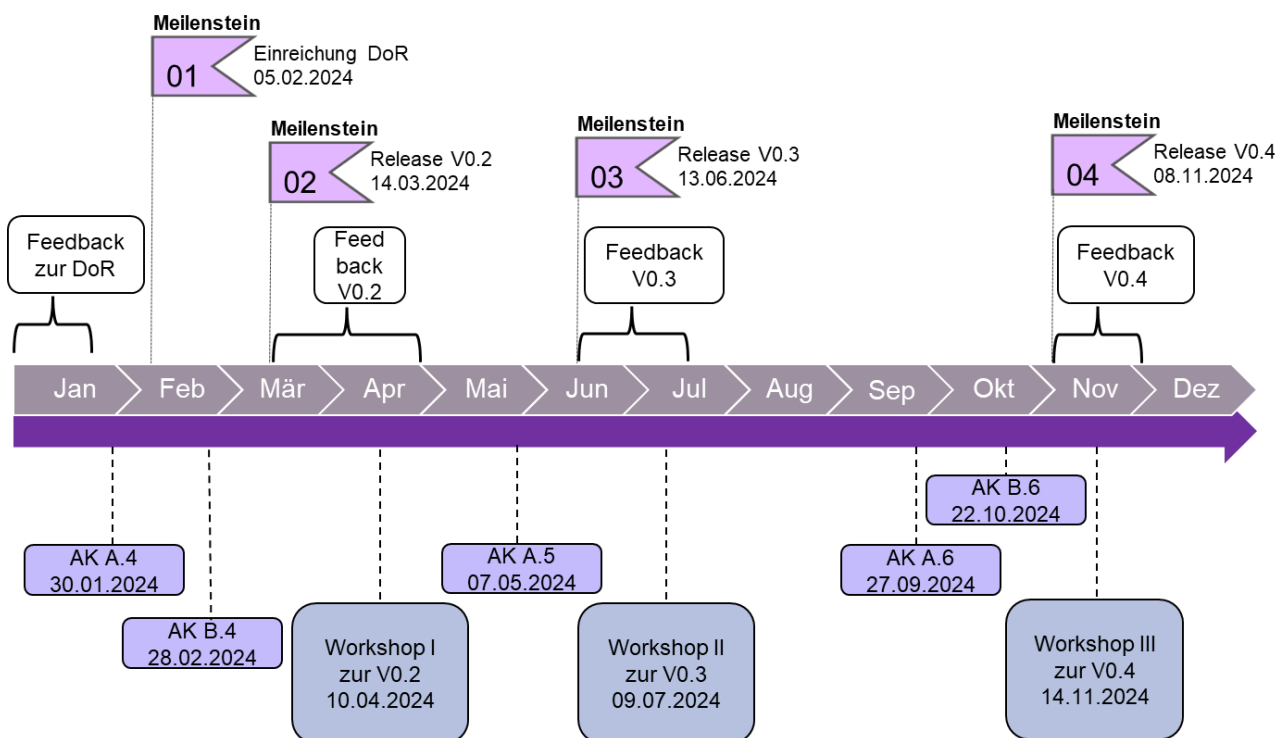 Meilenstein
01
Einreichung DoR
05.02.2024
Meilenstein
02
Release V0.2
14.03.2024
Meilenstein
03
Release V0.3
13.06.2024
Meilenstein
04
Release V0.4
08.11.2024
Feedback
zur DoR
Feed
back
V0.2
Feedback
V0.3
Feedback
V0.4
Jan Feb Mär Apr Mai Jun Jul Aug Sep Okt Nov Dez
AK A.4
30.01.2024
AK B.4
28.02.2024
Workshop I
zur V0.2
10.04.2024
AK A.5
07.05.2024
Workshop II
zur V0.3
09.07.2024
AK A.6
27.09.2024
AK B.6
22.10.2024
Workshop III
zur V0.4
14.11.2024